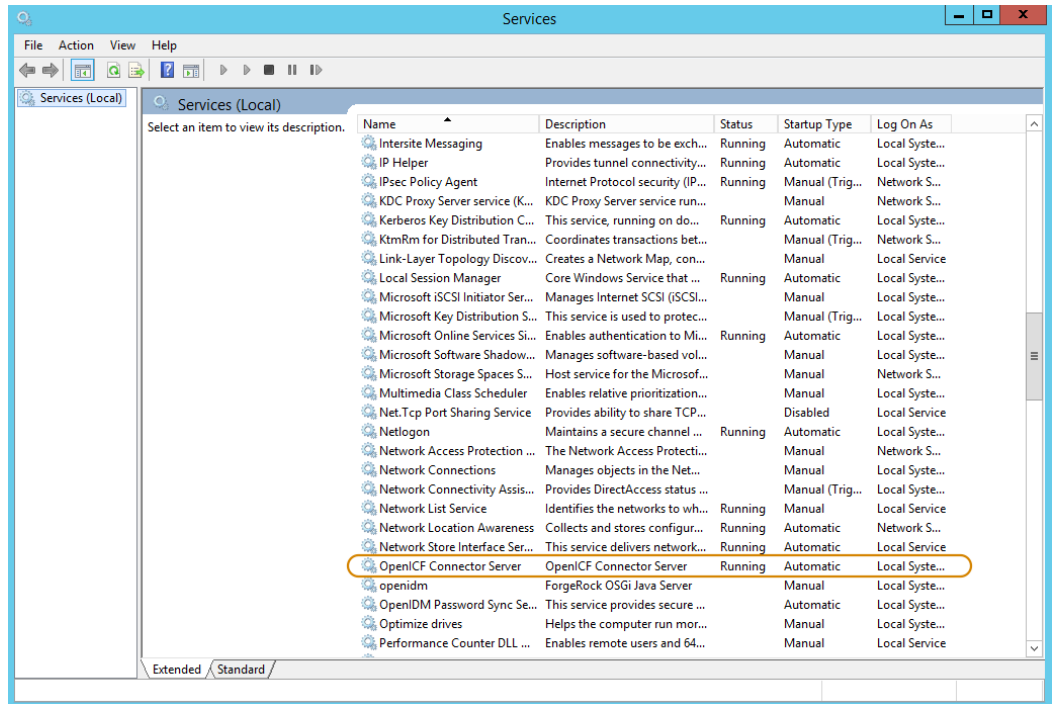 Services
File Action View Help
Services (Local)
Services (Local)
Select an item to view its description.
Name Description Status Startup Type Log On As
Intersite Messaging Enables messages to be exch... Running Automatic Local Syste...
IP Helper Provides tunnel connectivity... Running Automatic Local Syste...
IPsec Policy Agent Internet Protocol security (IP... Running Manual (Trig... Network S...
KDC Proxy Server service (K... KDC Proxy Server service run... Manual Network S...
Kerberos Key Distribution C... This service, running on do... Running Automatic Local Syste...
KtmRm for Distributed Tran... Coordinates transactions bet... Manual (Trig... Network S...
Link-Layer Topology Discov... Creates a Network Map, con... Manual Local Service
Local Session Manager Core Windows Service that ... Running Automatic Local Syste...
Microsoft iSCSI Initiator Ser... Manages Internet SCSI (iSCSI... Manual Local Syste...
Microsoft Key Distribution S... This service is used to protec... Manual (Trig... Local Syste...
Microsoft Online Services Si... Enables authentication to Mi... Running Automatic Local Syste...
Microsoft Software Shadow... Manages software-based vol... Manual Local Syste...
Microsoft Storage Spaces S... Host service for the Microsof... Manual Network S...
Multimedia Class Scheduler Enables relative prioritization... Manual Local Syste...
Net.Tcp Port Sharing Service Provides ability to share TCP... Disabled Local Service
Netlogon Maintains a secure channel ... Running Automatic Local Syste...
Network Access Protection ... The Network Access Protecti... Manual Network S...
Network Connections Manages objects in the Net... Manual Local Syste...
Network Connectivity Assis... Provides DirectAccess status ... Manual (Trig... Local Syste...
Network List Service Identifies the networks to wh... Running Manual Local Service
Network Location Awareness Collects and stores configur... Running Automatic Network S...
Network Store Interface Ser... This service delivers network... Running Automatic Local Service
OpenICF Connector Server OpenICF Connector Server Running Automatic Local Syste...
openidm ForgeRock OSGi Java Server Manual Local Syste...
OpenIDM Password Sync Se... This service provides secure ... Automatic Local Syste...
Optimize drives Helps the computer run mor... Manual Local Syste...
Performance Counter DLL ... Enables remote users and 64... Manual Local Service
Extended Standard